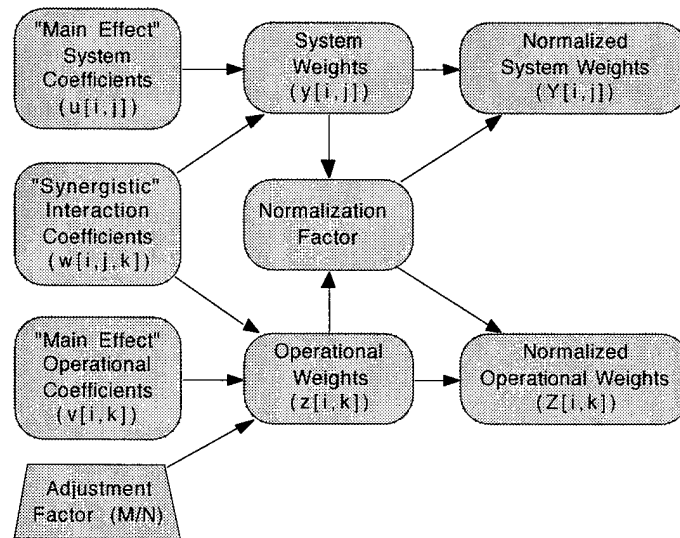 "Main Effect"
System
Coefficients
(u[i,j])
System
Weights
(y[i,j])
Normalized
System Weights
(Y[i,j])
"Synergistic"
Interaction
Coefficients
(w[i,j,k])
Normalization
Factor
"Main Effect"
Operational
Coefficients
(v[i,k])
Operational
Weights
(z[i,k])
Normalized
Operational Weights
(Z[i,k])
Adjustment
Factor (M/N)